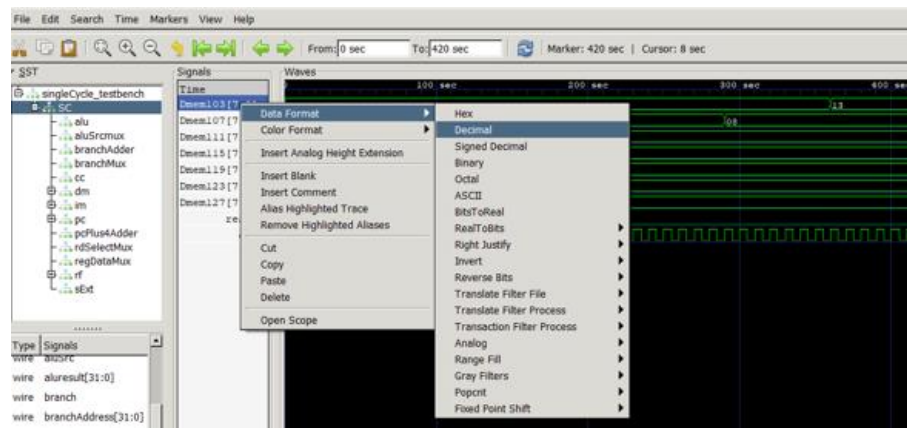 File Edit Search Time Markers View Help
From: 0 sec To: 420 sec Marker: 420 sec | Cursor: 8 sec
SST
singleCycle_testbench
SC
alu
aluSrcmux
branchAdder
branchMux
cc
dm
im
pc
pcPlus4Adder
rdSelectMux
regDataMux
rf
sExt
Type Signals
wire aluSrc
wire aluresult[31:0]
wire branch
wire branchAddress[31:0]
Signals
Time
Dmem103[7
Dmem107[7
Dmem111[7
Dmem115[7
Dmem119[7
Dmem123[7
Dmem127[7
re
Data Format
Color Format
Insert Analog Height Extension
Insert Blank
Insert Comment
Alias Highlighted Trace
Remove Highlighted Aliases
Cut
Copy
Paste
Delete
Open Scope
Hex
Decimal
Signed Decimal
Binary
Octal
ASCII
BitsToReal
RealToBits
Right Justify
Invert
Reverse Bits
Translate Filter File
Translate Filter Process
Transaction Filter Process
Analog
Range Fill
Gray Filters
Popcnt
Fixed Point Shift
Waves
100 sec 200 sec 300 sec 400 se
13
08